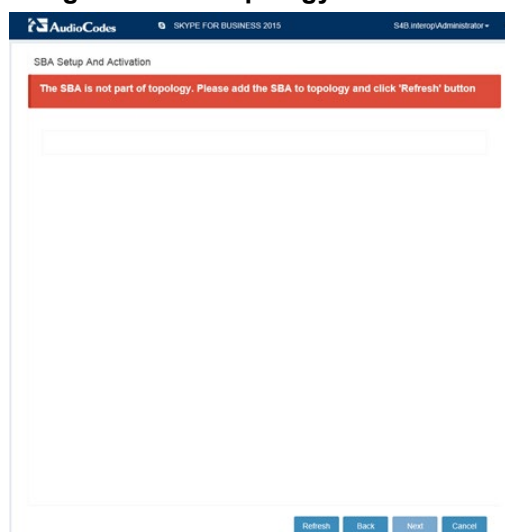 AudioCodes
SKYPE FOR BUSINESS 2015
S4B.interop\Administrator
SBA Setup And Activation
The SBA is not part of topology. Please add the SBA to topology and click 'Refresh' button
Refresh Back Next Cancel